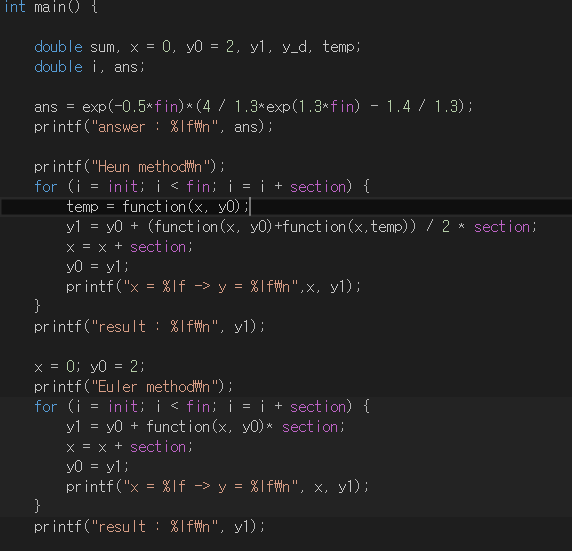 int main() {
double sum, x = 0, y0 = 2, y1, y_d, temp;
double i, ans;
ans = exp(-0.5*fin)*(4 / 1.3*exp(1.3*fin) - 1.4 / 1.3);
printf("answer : %lf₩n", ans);
printf("Heun method₩n");
for (i = init; i < fin; i = i + section) {
temp = function(x, y0);
y1 = y0 + (function(x, y0)+function(x,temp)) / 2 * section;
x = x + section;
y0 = y1;
printf("x = %lf -> y = %lf₩n",x, y1);
}
printf("result : %lf₩n", y1);
x = 0; y0 = 2;
printf("Euler method₩n");
for (i = init; i < fin; i = i + section) {
y1 = y0 + function(x, y0)* section;
x = x + section;
y0 = y1;
printf("x = %lf -> y = %lf₩n", x, y1);
}
printf("result : %lf₩n", y1);